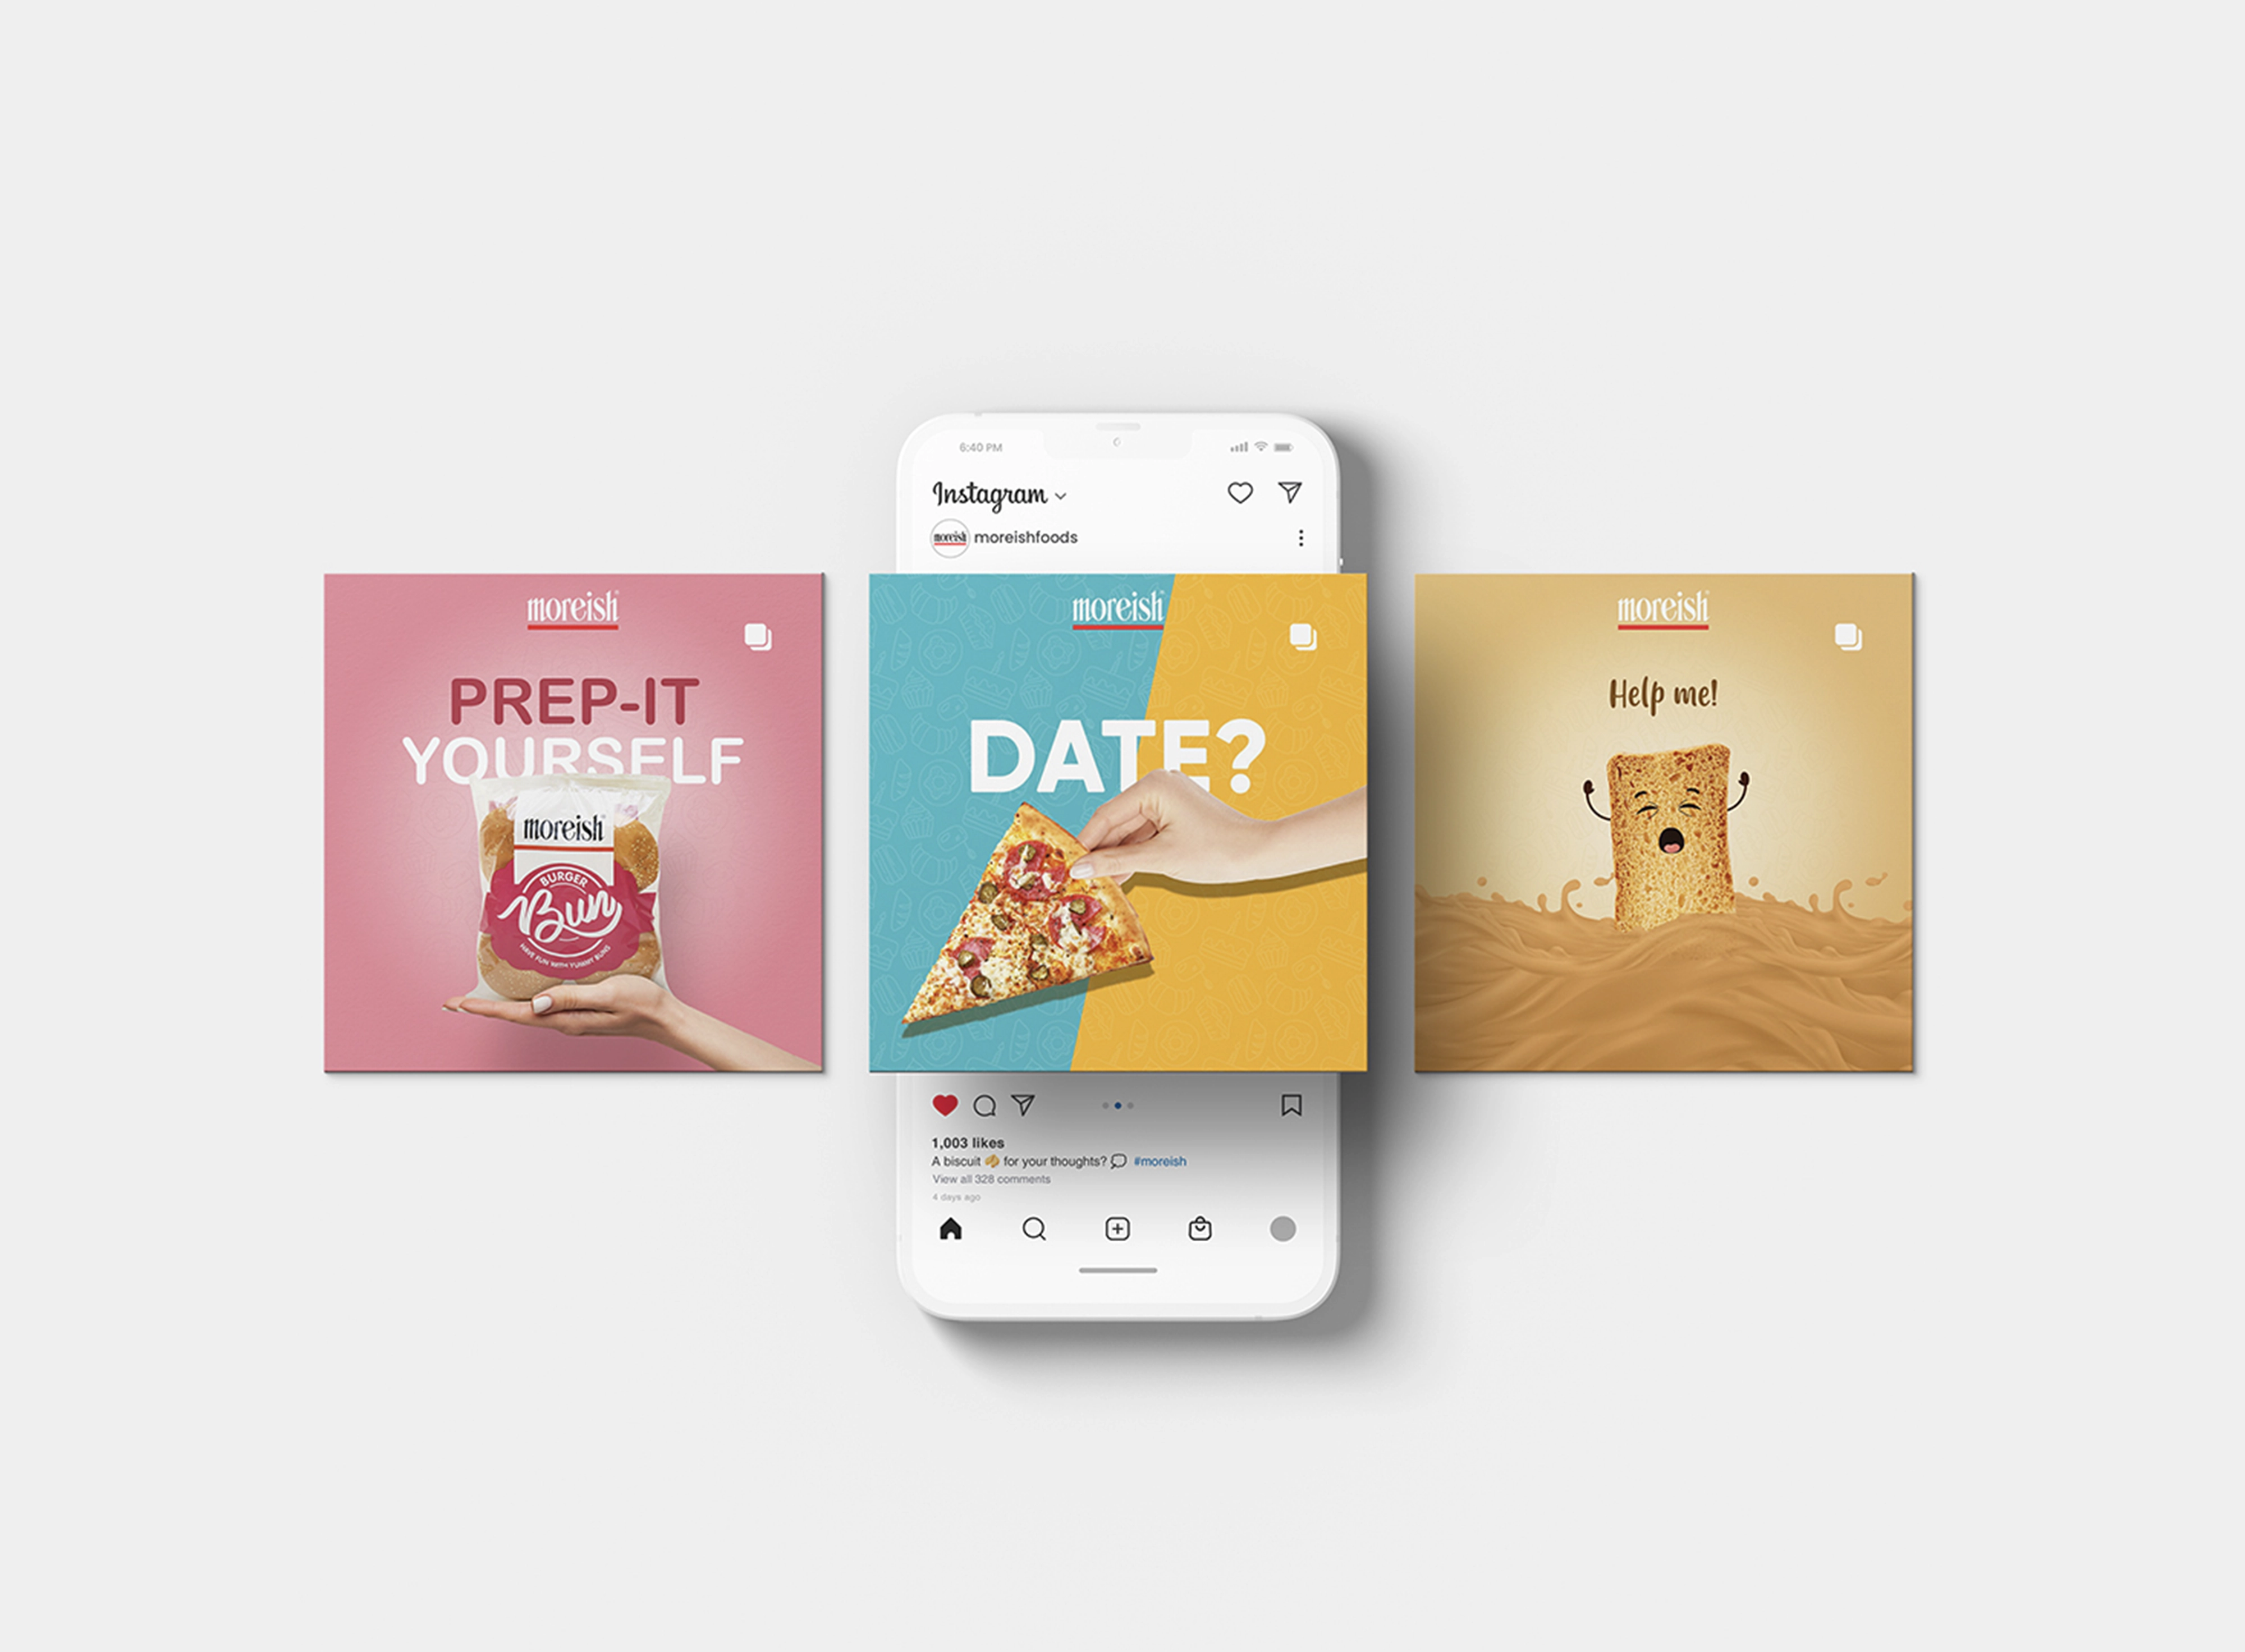 6:40 PM
Instagram
moreish
moreishfoods
moreish®
PREP-IT
YOURSELF
moreish®
BURGER
Bun
HAVE FUN WITH YUMMY BUNS
moreish®
DATE?
moreish®
Help me!
1,003 likes
A biscuit 🥠 for your thoughts? 💭 #moreish
View all 328 comments
4 days ago